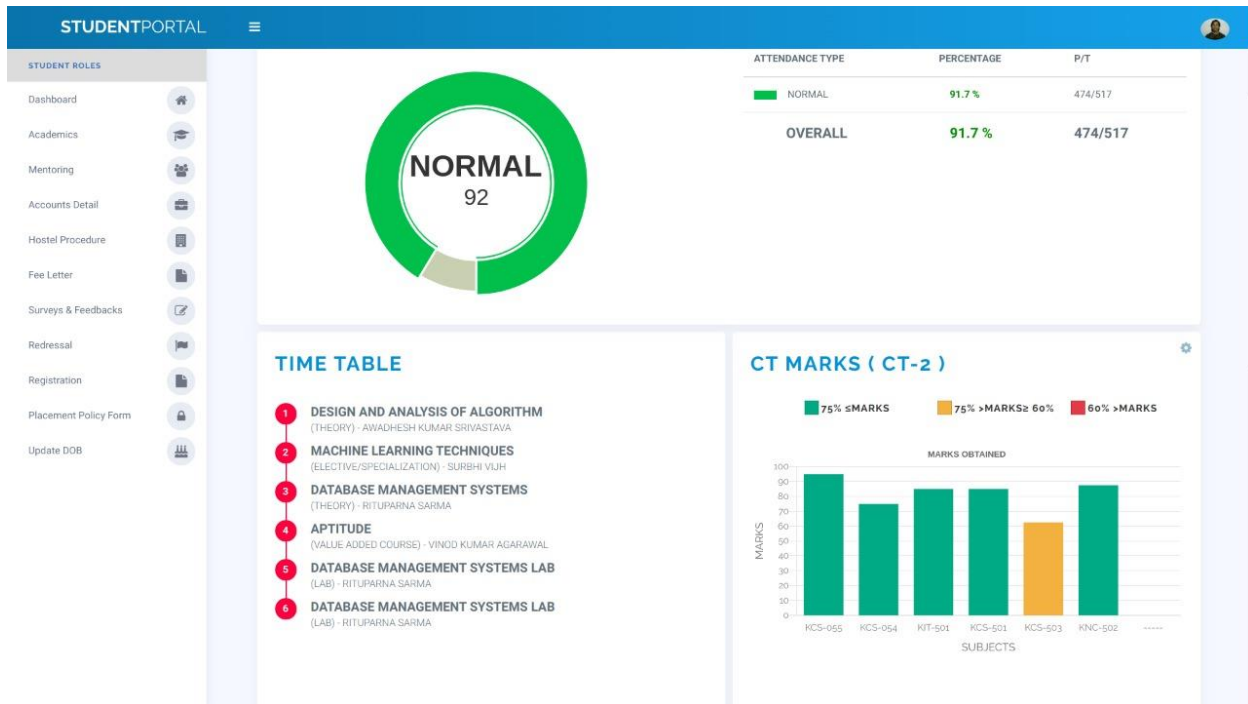 STUDENTPORTAL
STUDENT ROLES
Dashboard
Academics
Mentoring
Accounts Detail
Hostel Procedure
Fee Letter
Surveys & Feedbacks
Redressal
Registration
Placement Policy Form
Update DOB
NORMAL
92
ATTENDANCE TYPE PERCENTAGE P/T
NORMAL 91.7 % 474/517
OVERALL 91.7 % 474/517
TIME TABLE
1 DESIGN AND ANALYSIS OF ALGORITHM
(THEORY) - AWADHESH KUMAR SRIVASTAVA
2 MACHINE LEARNING TECHNIQUES
(ELECTIVE/SPECIALIZATION) - SURBHI VIJH
3 DATABASE MANAGEMENT SYSTEMS
(THEORY) - RITUPARNA SARMA
4 APTITUDE
(VALUE ADDED COURSE) - VINOD KUMAR AGARAWAL
5 DATABASE MANAGEMENT SYSTEMS LAB
(LAB) - RITUPARNA SARMA
6 DATABASE MANAGEMENT SYSTEMS LAB
(LAB) - RITUPARNA SARMA
CT MARKS ( CT-2 )
75% ≤MARKS 75% >MARKS≥ 60% 60% >MARKS
MARKS OBTAINED
100
90
80
70
60
50
40
30
20
10
0
MARKS
KCS-055 KCS-054 KIT-501 KCS-501 KCS-503 KNC-502 -----
SUBJECTS